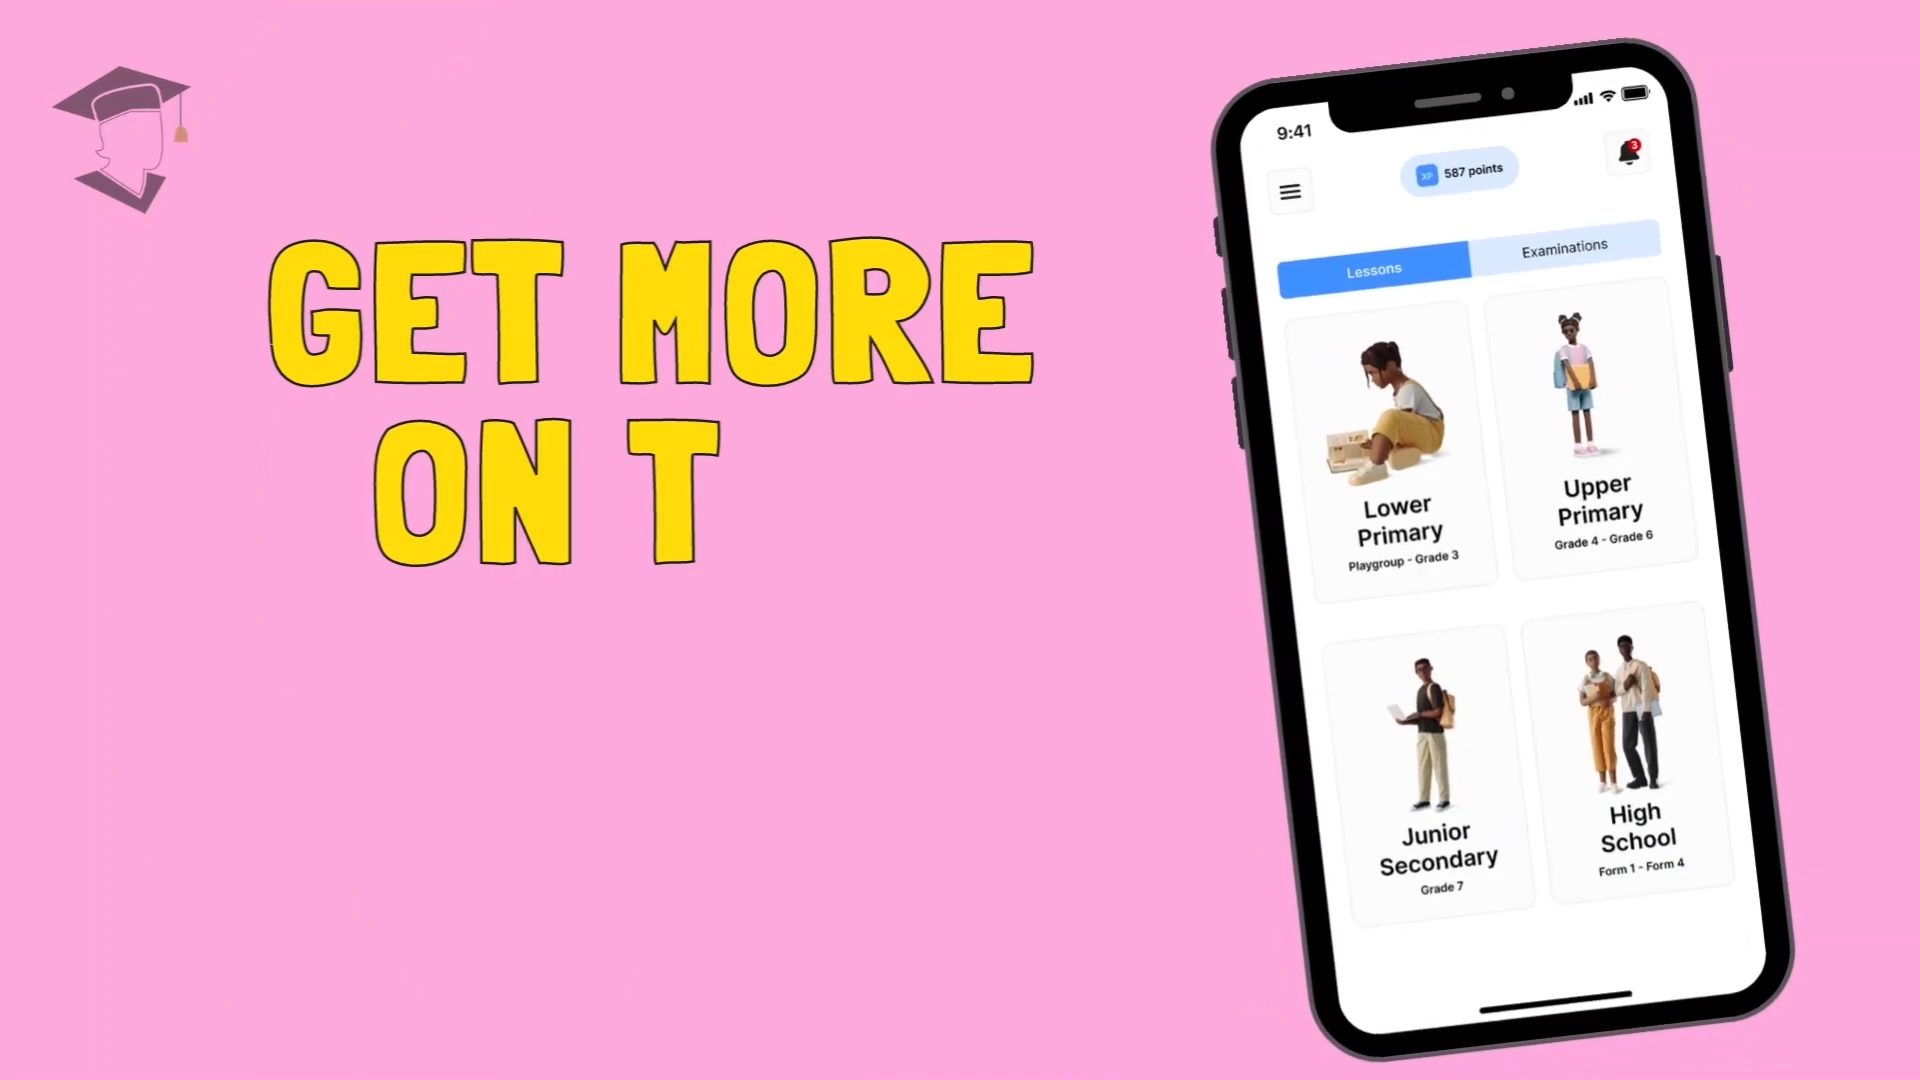 GET MORE
ON T
9:41
XP 587 points
3
Lessons
Examinations
Lower
Primary
Playgroup - Grade 3
Upper
Primary
Grade 4 - Grade 6
Junior
Secondary
Grade 7
High
School
Form 1 - Form 4